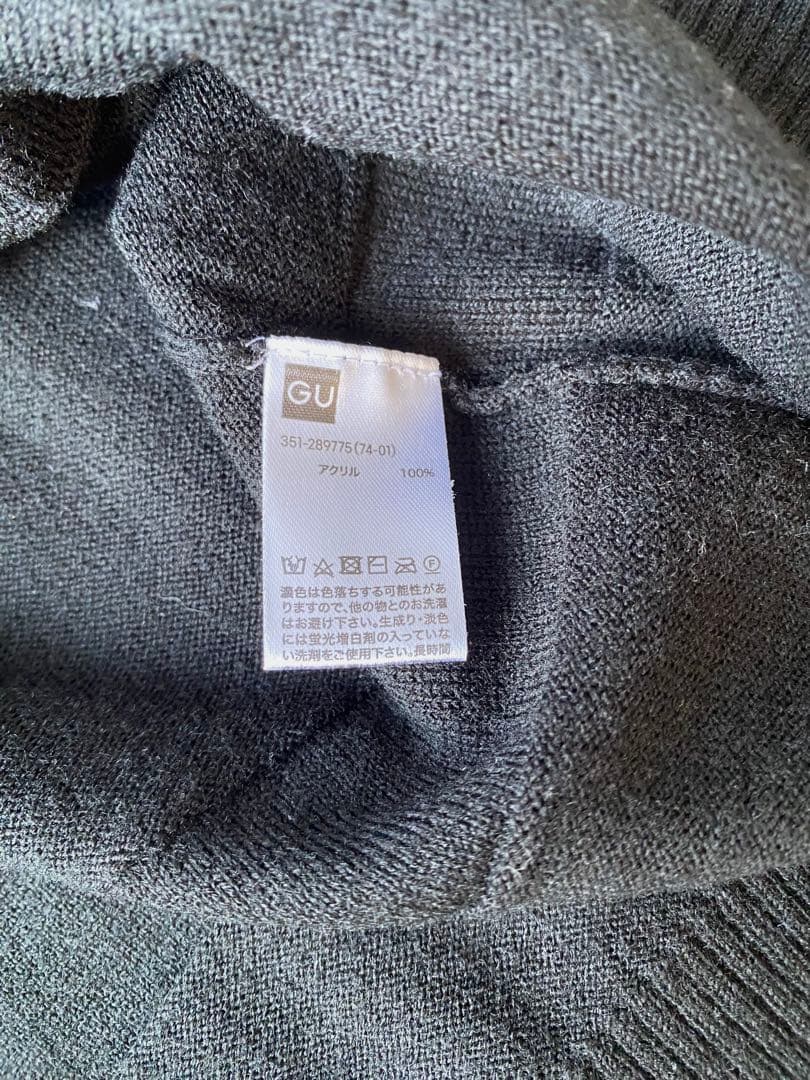 GU
351-289775(74-01)
アクリル 100%
F
濃色は色落ちする可能性があ
りますので、他の物とのお洗濯
はお避け下さい。生成り・淡色
には蛍光増白剤の入っていな
い洗剤をご使用下さい。長時間